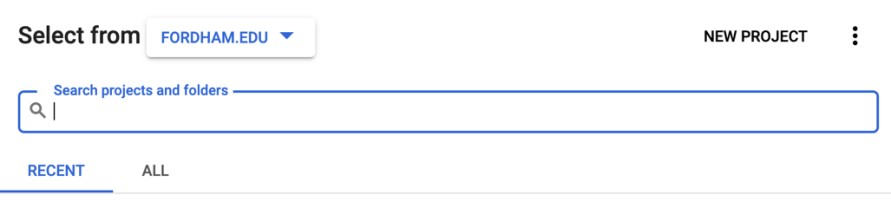 Select from FORDHAM.EDU NEW PROJECT
Search projects and folders
RECENT ALL